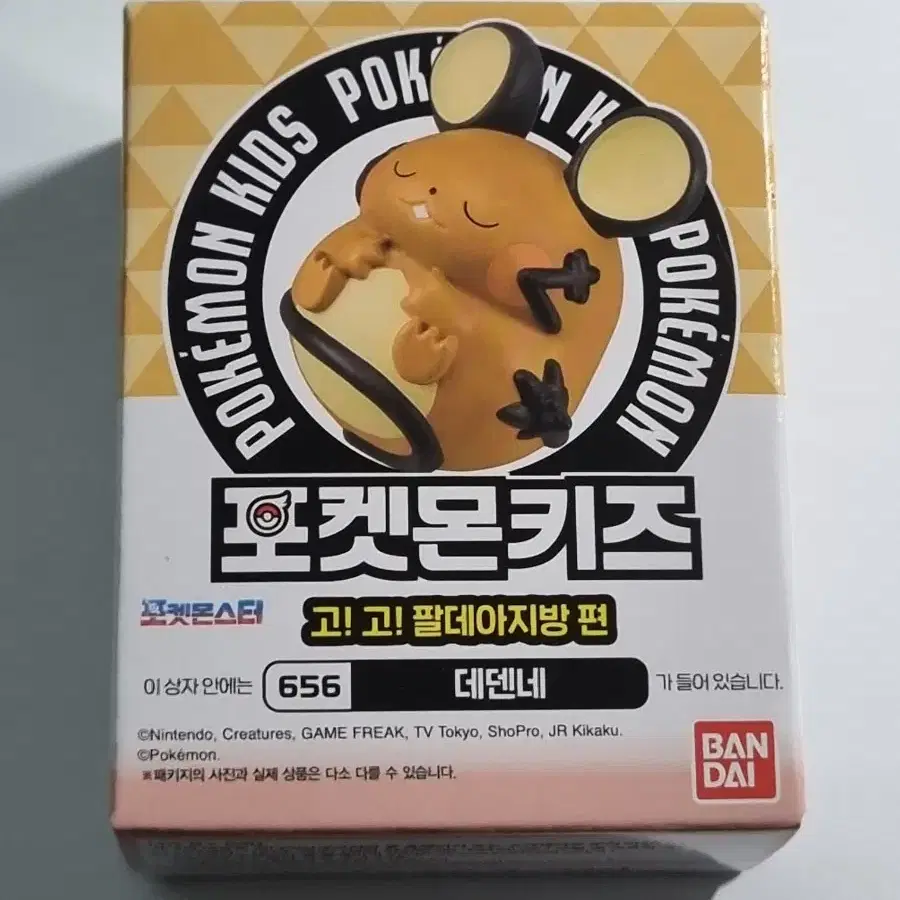 POKÉMON KIDS POKÉ N K POKÉMON
포켓몬키즈
포켓몬스터
고! 고! 팔데아지방 편
이 상자 안에는 656 데덴네 가 들어 있습니다.
©Nintendo, Creatures, GAME FREAK, TV Tokyo, ShoPro, JR Kikaku.
©Pokémon.
※패키지의 사진과 실제 상품은 다소 다를 수 있습니다.
BAN
DAI